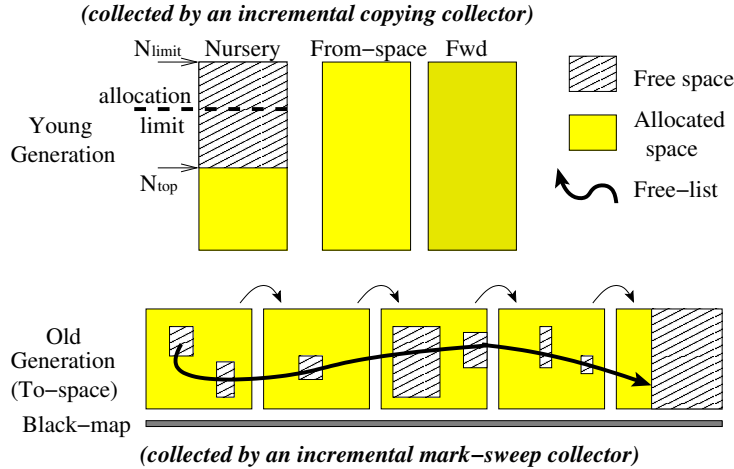 (collected by an incremental copying collector)
Nlimit
Nursery
From−space
Fwd
allocation
limit
Young
Generation
Ntop
Free space
Allocated
space
Free−list
Old
Generation
(To−space)
Black−map
(collected by an incremental mark−sweep collector)